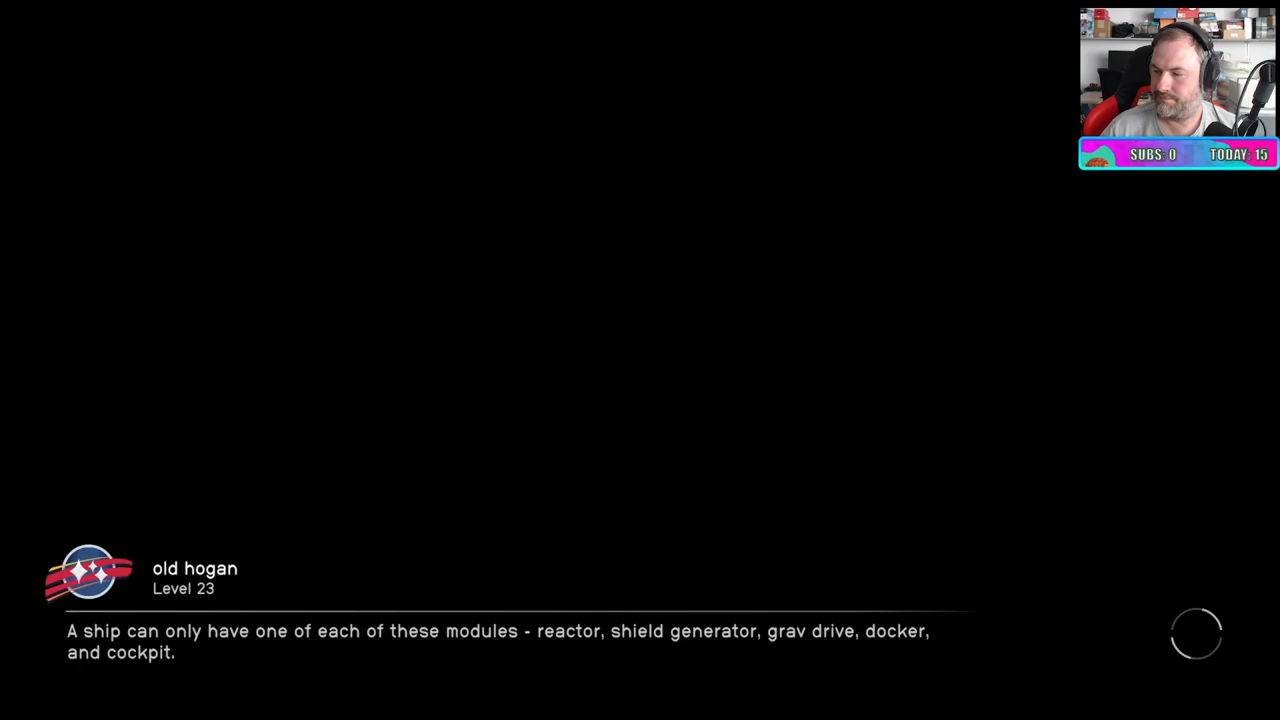 SUBS: 0 TODAY: 15
old hogan
Level 23
A ship can only have one of each of these modules - reactor, shield generator, grav drive, docker,
and cockpit.